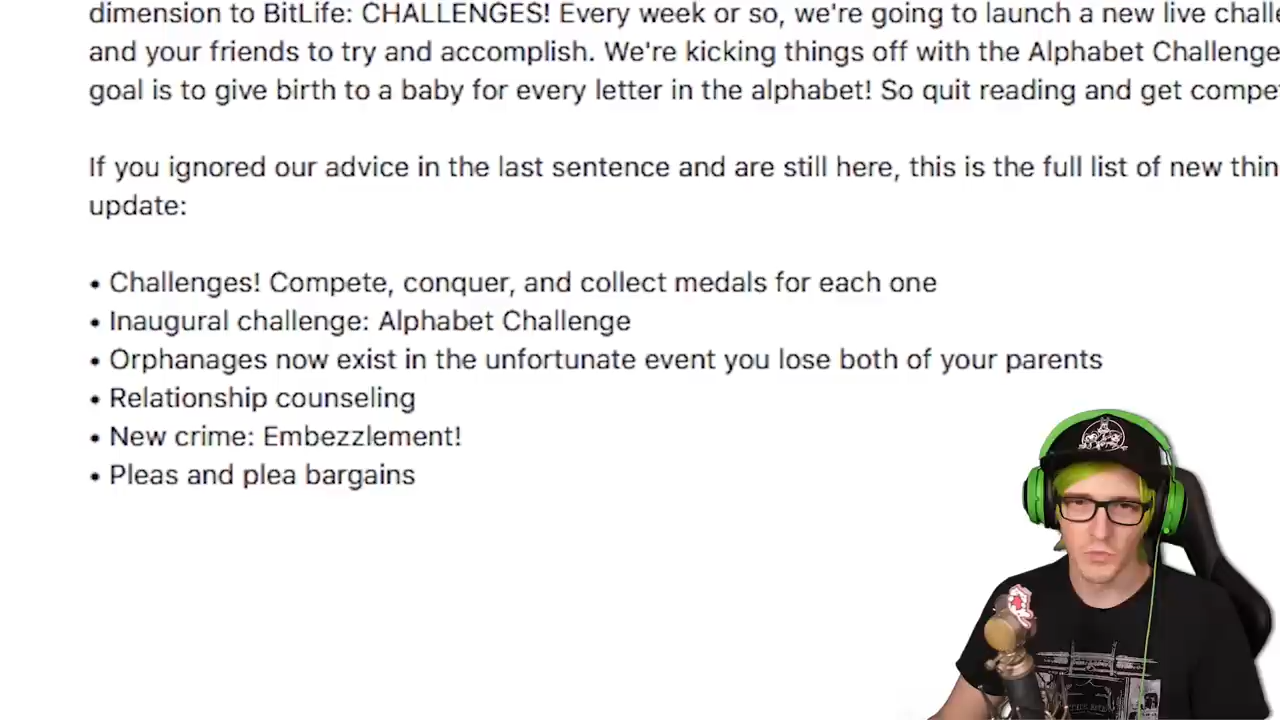 dimension to BitLife: CHALLENGES! Every week or so, we're going to launch a new live
and your friends to try and accomplish. We're kicking things off with the Alphabet Challenge
goal is to give birth to a baby for every letter in the alphabet! So quit reading and get
If you ignored our advice in the last sentence and are still here, this is the full list of new
update:
• Challenges! Compete, conquer, and collect medals for each one
• Inaugural challenge: Alphabet Challenge
• Orphanages now exist in the unfortunate event you lose both of your parents
• Relationship counseling
• New crime: Embezzlement!
• Pleas and plea bargains